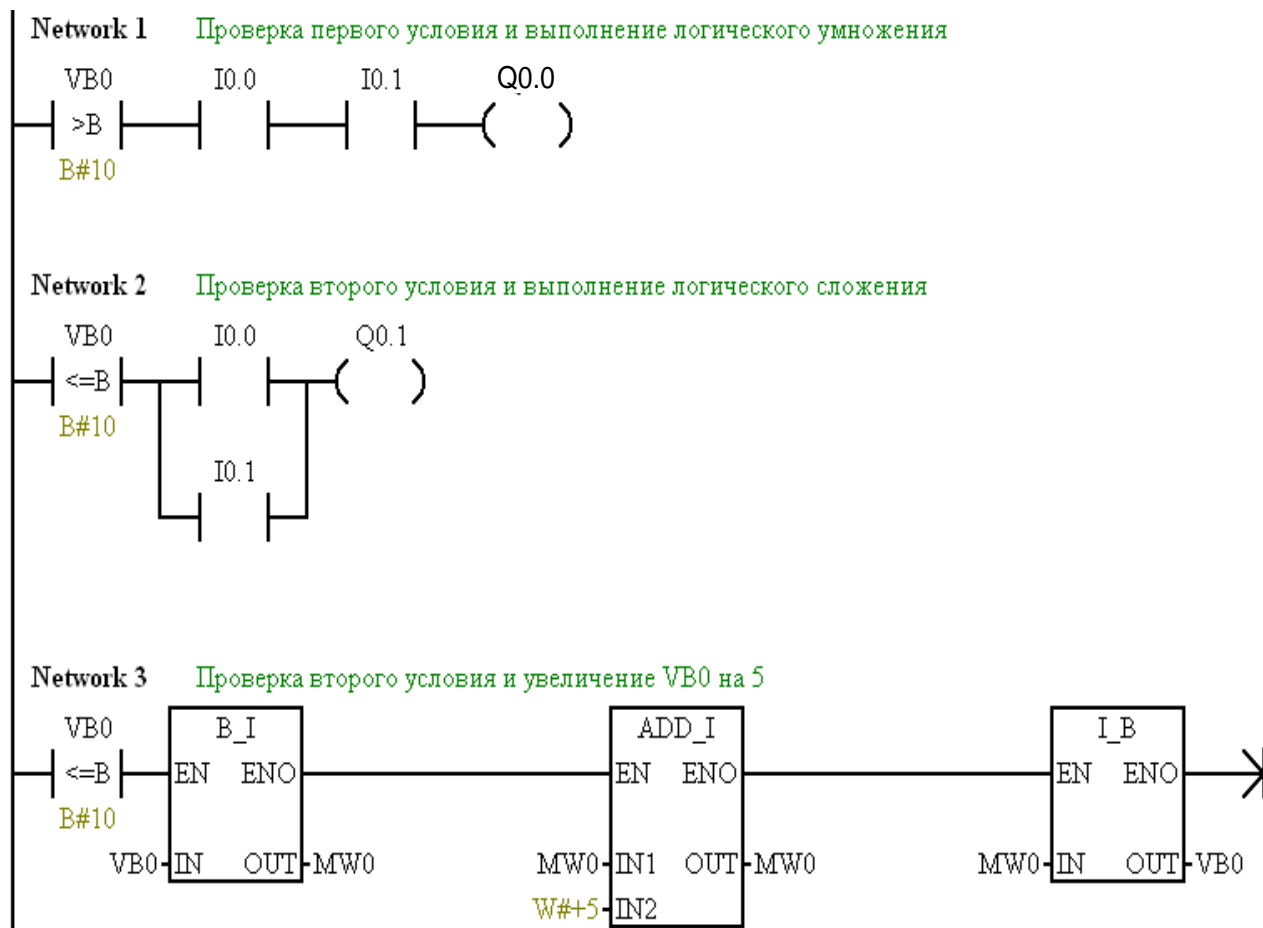 Network 1 Проверка первого условия и выполнение логического умножения
VB0 I0.0 I0.1 Q0.0
>B
B#10
Network 2 Проверка второго условия и выполнение логического сложения
VB0 I0.0 Q0.1
<=B
B#10
I0.1
Network 3 Проверка второго условия и увеличение VB0 на 5
VB0 B_I ADD_I I_B
<=B EN ENO EN ENO EN ENO
B#10
VB0 IN OUT MW0 MW0 IN1 OUT MW0 MW0 IN OUT VB0
W#+5 IN2